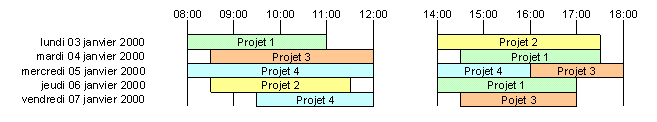 08:00 09:00 10:00 11:00 12:00 14:00 15:00 16:00 17:00 18:00
lundi 03 janvier 2000 Projet 1 Projet 2
mardi 04 janvier 2000 Projet 3 Projet 1
mercredi 05 janvier 2000 Projet 4 Projet 4 Projet 3
jeudi 06 janvier 2000 Projet 2 Projet 1
vendredi 07 janvier 2000 Projet 4 Pojet 3